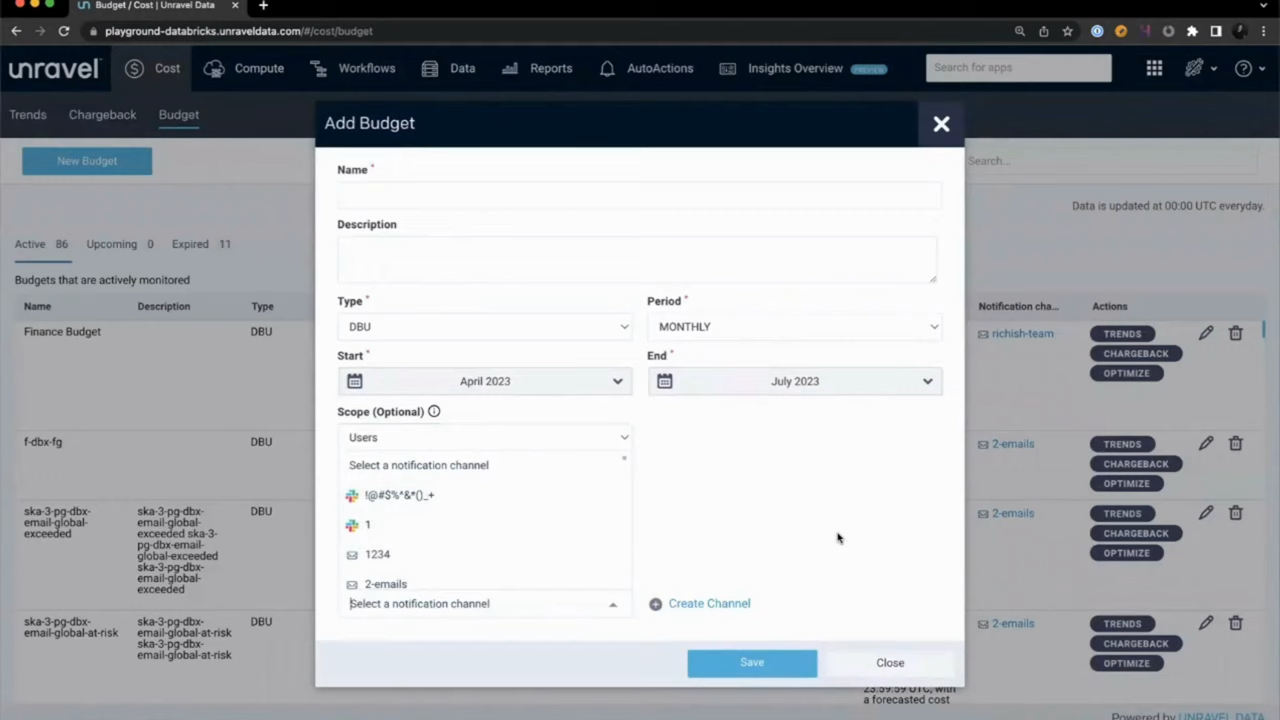 Budget / Cost | Unravel Data
playground-databricks.unraveldata.com/#/cost/budget
unravel
Cost
Compute
Workflows
Data
Reports
AutoActions
Insights Overview
PREVIEW
Search for apps
Trends
Chargeback
Budget
Add Budget
New Budget
Search...
Data is updated at 00:00 UTC everyday.
Active 86
Upcoming 0
Expired 11
Budgets that are actively monitored
Name
Description
Type
Notification cha...
Actions
Finance Budget
DBU
richish-team
TRENDS
CHARGEBACK
OPTIMIZE
f-dbx-fg
DBU
2-emails
TRENDS
CHARGEBACK
OPTIMIZE
ska-3-pg-dbx-
email-global-
exceeded
ska-3-pg-dbx-
email-global-
exceeded ska-3-
pg-dbx-email-
global-exceeded
ska-3-pg-dbx-
email-global-
exceeded
DBU
2-emails
TRENDS
CHARGEBACK
OPTIMIZE
ska-3-pg-dbx-
email-global-at-risk
ska-3-pg-dbx-
email-global-at-risk
ska-3-pg-dbx-
email-global-at-risk
DBU
2-emails
TRENDS
CHARGEBACK
OPTIMIZE
Name *
Description
Type *
DBU
Period *
MONTHLY
Start *
April 2023
End *
July 2023
Scope (Optional)
Users
Select a notification channel
!@#$%^&*()_+
1
1234
2-emails
Select a notification channel
Create Channel
Save
Close
23:59:59 UTC, with
a forecasted cost
Powered by UNRAVEL DATA